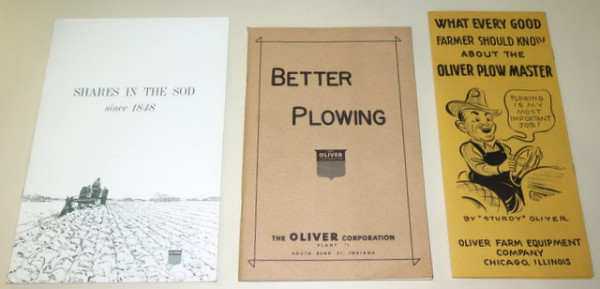 SHARES IN THE SOD
since 1848
BETTER
PLOWING
OLIVER
THE OLIVER CORPORATION
SOUTH BEND 21, INDIANA
WHAT EVERY GOOD
FARMER SHOULD KNOW
ABOUT THE
OLIVER PLOW MASTER
PLOWING
IS MY
MOST
IMPORTANT
JOB!
BY "STURDY" OLIVER
OLIVER FARM EQUIPMENT
COMPANY
CHICAGO, ILLINOIS